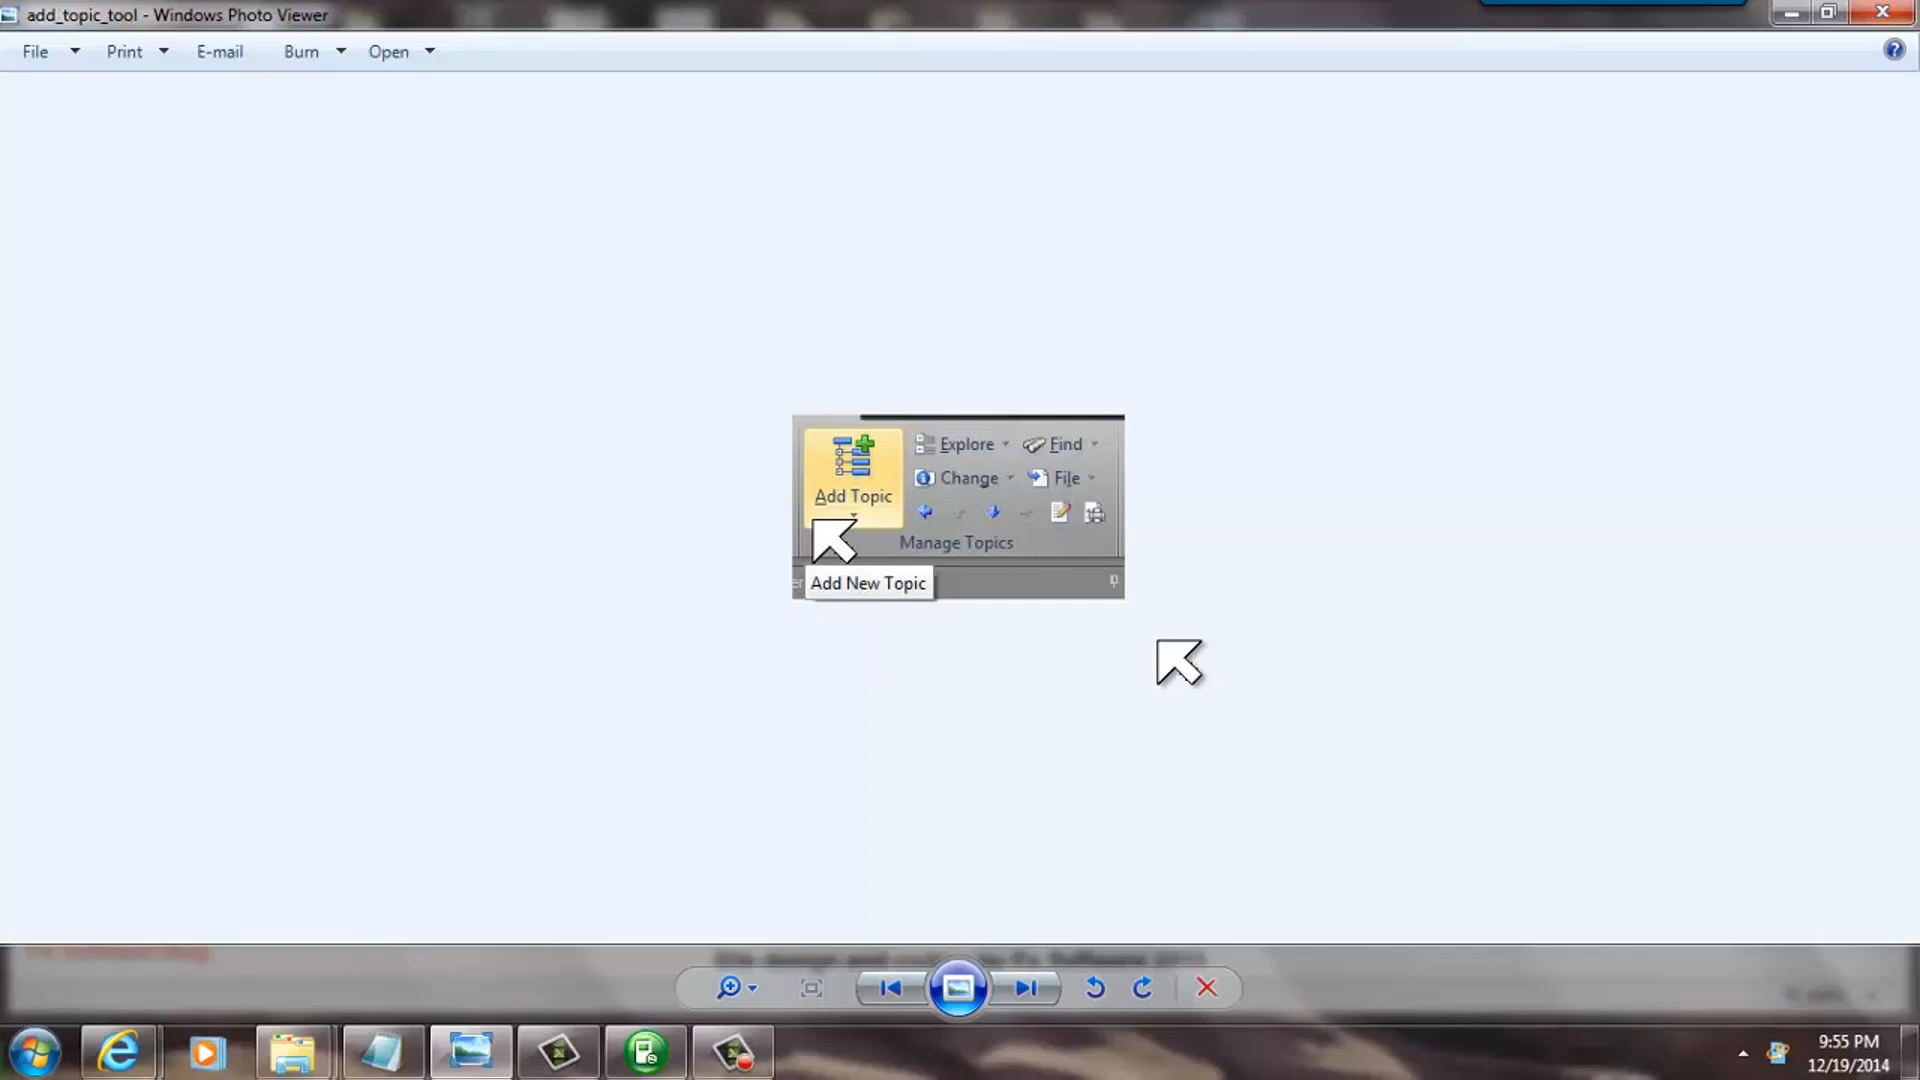 add_topic_tool - Windows Photo Viewer
File Print E-mail Burn Open
Explore Find
Add Topic Change File
Manage Topics
er Add New Topic
9:55 PM
12/19/2014